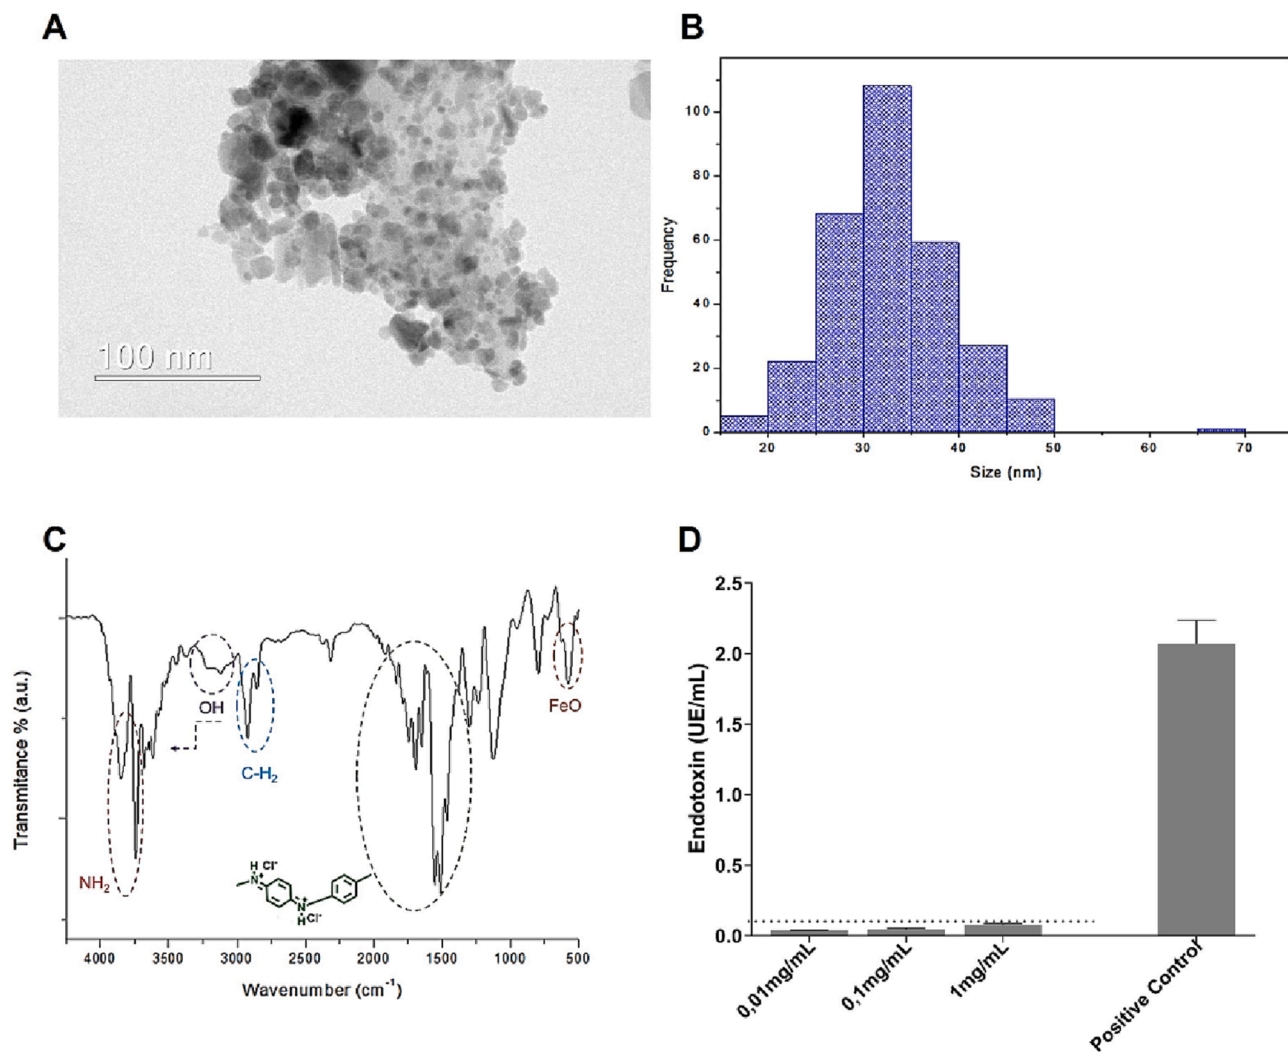 A
100 nm
B
Frequency
100
80
60
40
20
0
20 30 40 50 60 70
Size (nm)
C
Transmitance % (a.u.)
OH
C-H₂
NH₂
FeO
H Cl⁻
N⁺
N⁺
H Cl⁻
4000 3500 3000 2500 2000 1500 1000 500
Wavenumber (cm⁻¹)
D
Endotoxin (UE/mL)
2.5
2.0
1.5
1.0
0.5
0.0
0,01mg/mL
0,1mg/mL
1mg/mL
Positive Control